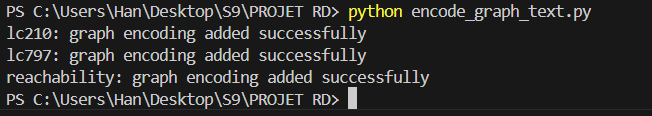 PS C:\Users\Han\Desktop\S9\PROJET RD> python encode_graph_text.py
lc210: graph encoding added successfully
lc797: graph encoding added successfully
reachability: graph encoding added successfully
PS C:\Users\Han\Desktop\S9\PROJET RD>